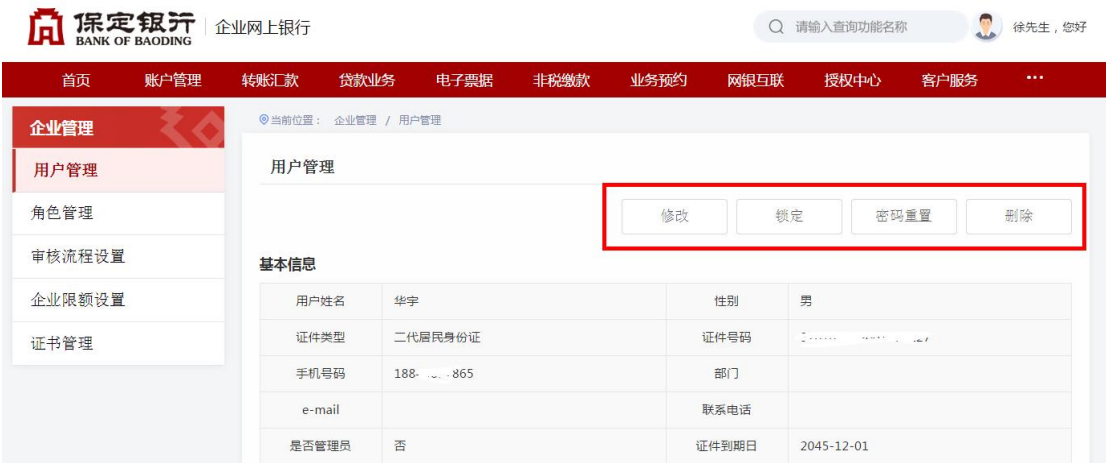 保定银行 企业网上银行 请输入查询功能名称 徐先生，您好
BANK OF BAODING
首页 账户管理 转账汇款 贷款业务 电子票据 非税缴款 业务预约 网银互联 授权中心 客户服务 •••
企业管理
用户管理
角色管理
审核流程设置
企业限额设置
证书管理
当前位置： 企业管理 / 用户管理
用户管理
修改 锁定 密码重置 删除
基本信息
用户姓名 华宇 性别 男
证件类型 二代居民身份证 证件号码
手机号码 188- 865 部门
e-mail 联系电话
是否管理员 否 证件到期日 2045-12-01